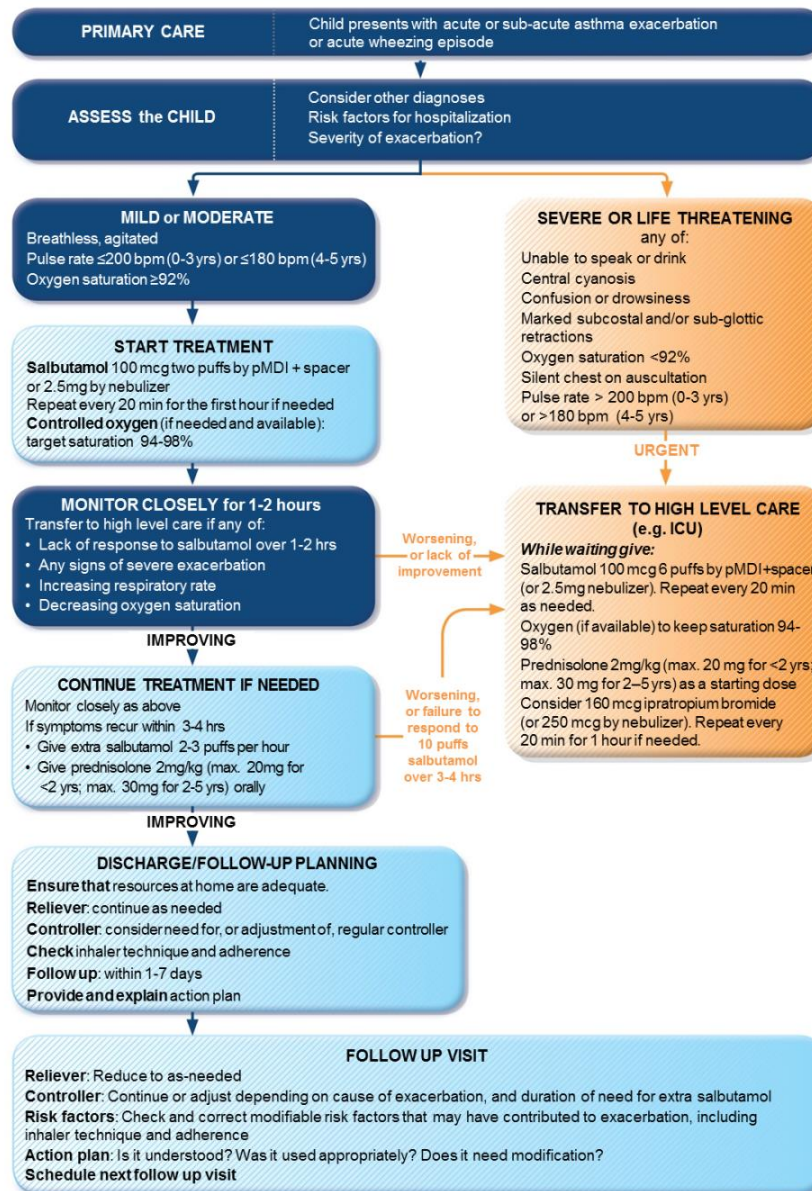 PRIMARY CARE
Child presents with acute or sub-acute asthma exacerbation
or acute wheezing episode
ASSESS the CHILD
Consider other diagnoses
Risk factors for hospitalization
Severity of exacerbation?
MILD or MODERATE
Breathless, agitated
Pulse rate ≤200 bpm (0-3 yrs) or ≤180 bpm (4-5 yrs)
Oxygen saturation ≥92%
SEVERE OR LIFE THREATENING
any of:
Unable to speak or drink
Central cyanosis
Confusion or drowsiness
Marked subcostal and/or sub-glottic
retractions
Oxygen saturation <92%
Silent chest on auscultation
Pulse rate > 200 bpm (0-3 yrs)
or >180 bpm (4-5 yrs)
START TREATMENT
Salbutamol 100 mcg two puffs by pMDI + spacer
or 2.5mg by nebulizer
Repeat every 20 min for the first hour if needed
Controlled oxygen (if needed and available):
target saturation 94-98%
URGENT
MONITOR CLOSELY for 1-2 hours
Transfer to high level care if any of:
• Lack of response to salbutamol over 1-2 hrs
• Any signs of severe exacerbation
• Increasing respiratory rate
• Decreasing oxygen saturation
Worsening,
or lack of
improvement
TRANSFER TO HIGH LEVEL CARE
(e.g. ICU)
While waiting give:
Salbutamol 100 mcg 6 puffs by pMDI+spacer
(or 2.5mg nebulizer). Repeat every 20 min
as needed.
Oxygen (if available) to keep saturation 94-
98%
Prednisolone 2mg/kg (max. 20 mg for <2 yrs;
max. 30 mg for 2–5 yrs) as a starting dose
Consider 160 mcg ipratropium bromide
(or 250 mcg by nebulizer). Repeat every
20 min for 1 hour if needed.
IMPROVING
CONTINUE TREATMENT IF NEEDED
Monitor closely as above
If symptoms recur within 3-4 hrs
• Give extra salbutamol 2-3 puffs per hour
• Give prednisolone 2mg/kg (max. 20mg for
<2 yrs; max. 30mg for 2-5 yrs) orally
Worsening,
or failure to
respond to
10 puffs
salbutamol
over 3-4 hrs
IMPROVING
DISCHARGE/FOLLOW-UP PLANNING
Ensure that resources at home are adequate.
Reliever: continue as needed
Controller: consider need for, or adjustment of, regular controller
Check inhaler technique and adherence
Follow up: within 1-7 days
Provide and explain action plan
FOLLOW UP VISIT
Reliever: Reduce to as-needed
Controller: Continue or adjust depending on cause of exacerbation, and duration of need for extra salbutamol
Risk factors: Check and correct modifiable risk factors that may have contributed to exacerbation, including
inhaler technique and adherence
Action plan: Is it understood? Was it used appropriately? Does it need modification?
Schedule next follow up visit